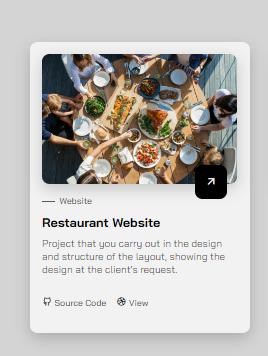 Website
Restaurant Website
Project that you carry out in the design
and structure of the layout, showing the
design at the client's request.
Source Code View